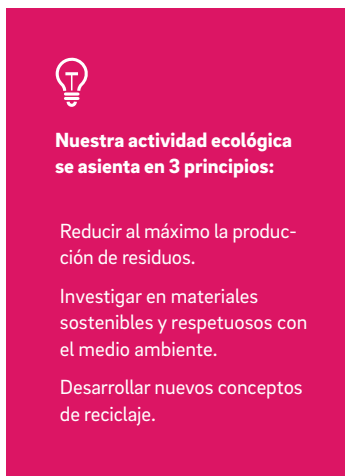 Nuestra actividad ecológica
se asienta en 3 principios:
Reducir al máximo la produc-
ción de residuos.
Investigar en materiales
sostenibles y respetuosos con
el medio ambiente.
Desarrollar nuevos conceptos
de reciclaje.